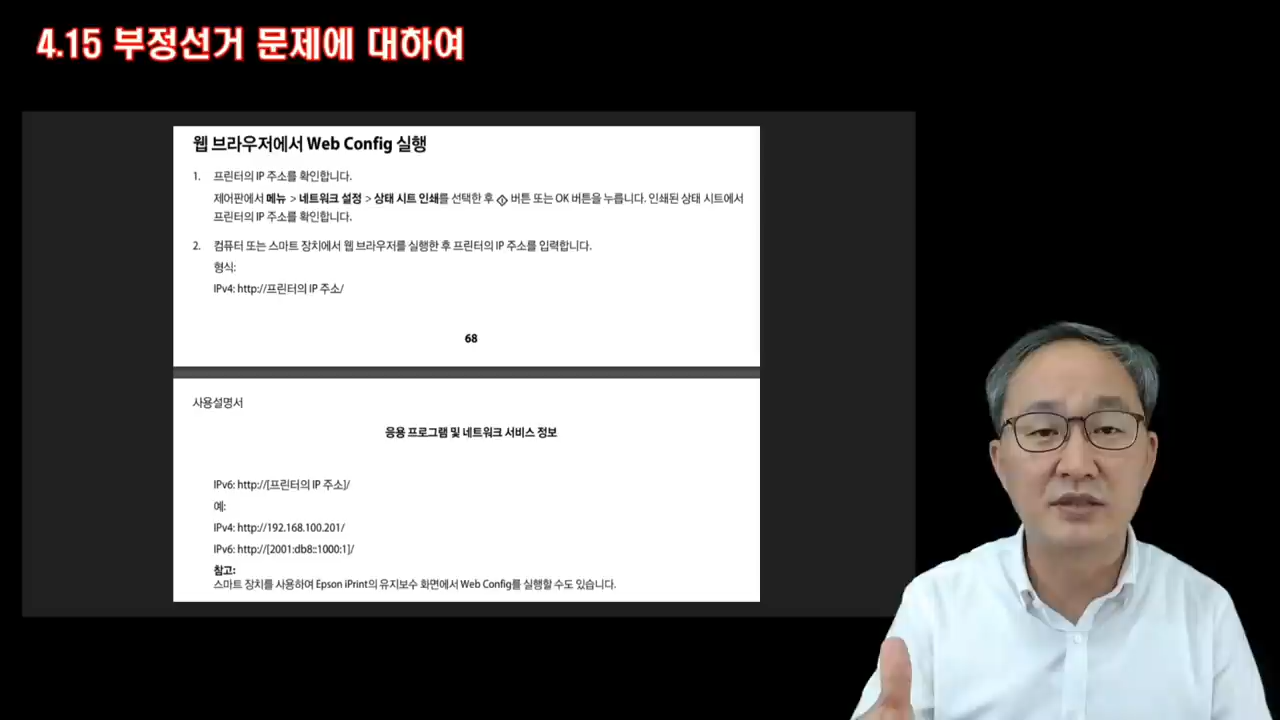 4.15 부정선거 문제에 대하여
웹 브라우저에서 Web Config 실행
1. 프린터의 IP 주소를 확인합니다.
제어판에서 메뉴 > 네트워크 설정 > 상태 시트 인쇄를 선택한 후 버튼 또는 OK 버튼을 누릅니다. 인쇄된 상태 시트에서
프린터의 IP 주소를 확인합니다.
2. 컴퓨터 또는 스마트 장치에서 웹 브라우저를 실행한 후 프린터의 IP 주소를 입력합니다.
형식:
IPv4: http://프린터의 IP 주소/
68
사용설명서
응용 프로그램 및 네트워크 서비스 정보
IPv6: http://[프린터의 IP 주소]/
예:
IPv4: http://192.168.100.201/
IPv6: http://[2001:db8::1000:1]/
참고:
스마트 장치를 사용하여 Epson iPrint의 유지보수 화면에서 Web Config를 실행할 수도 있습니다.